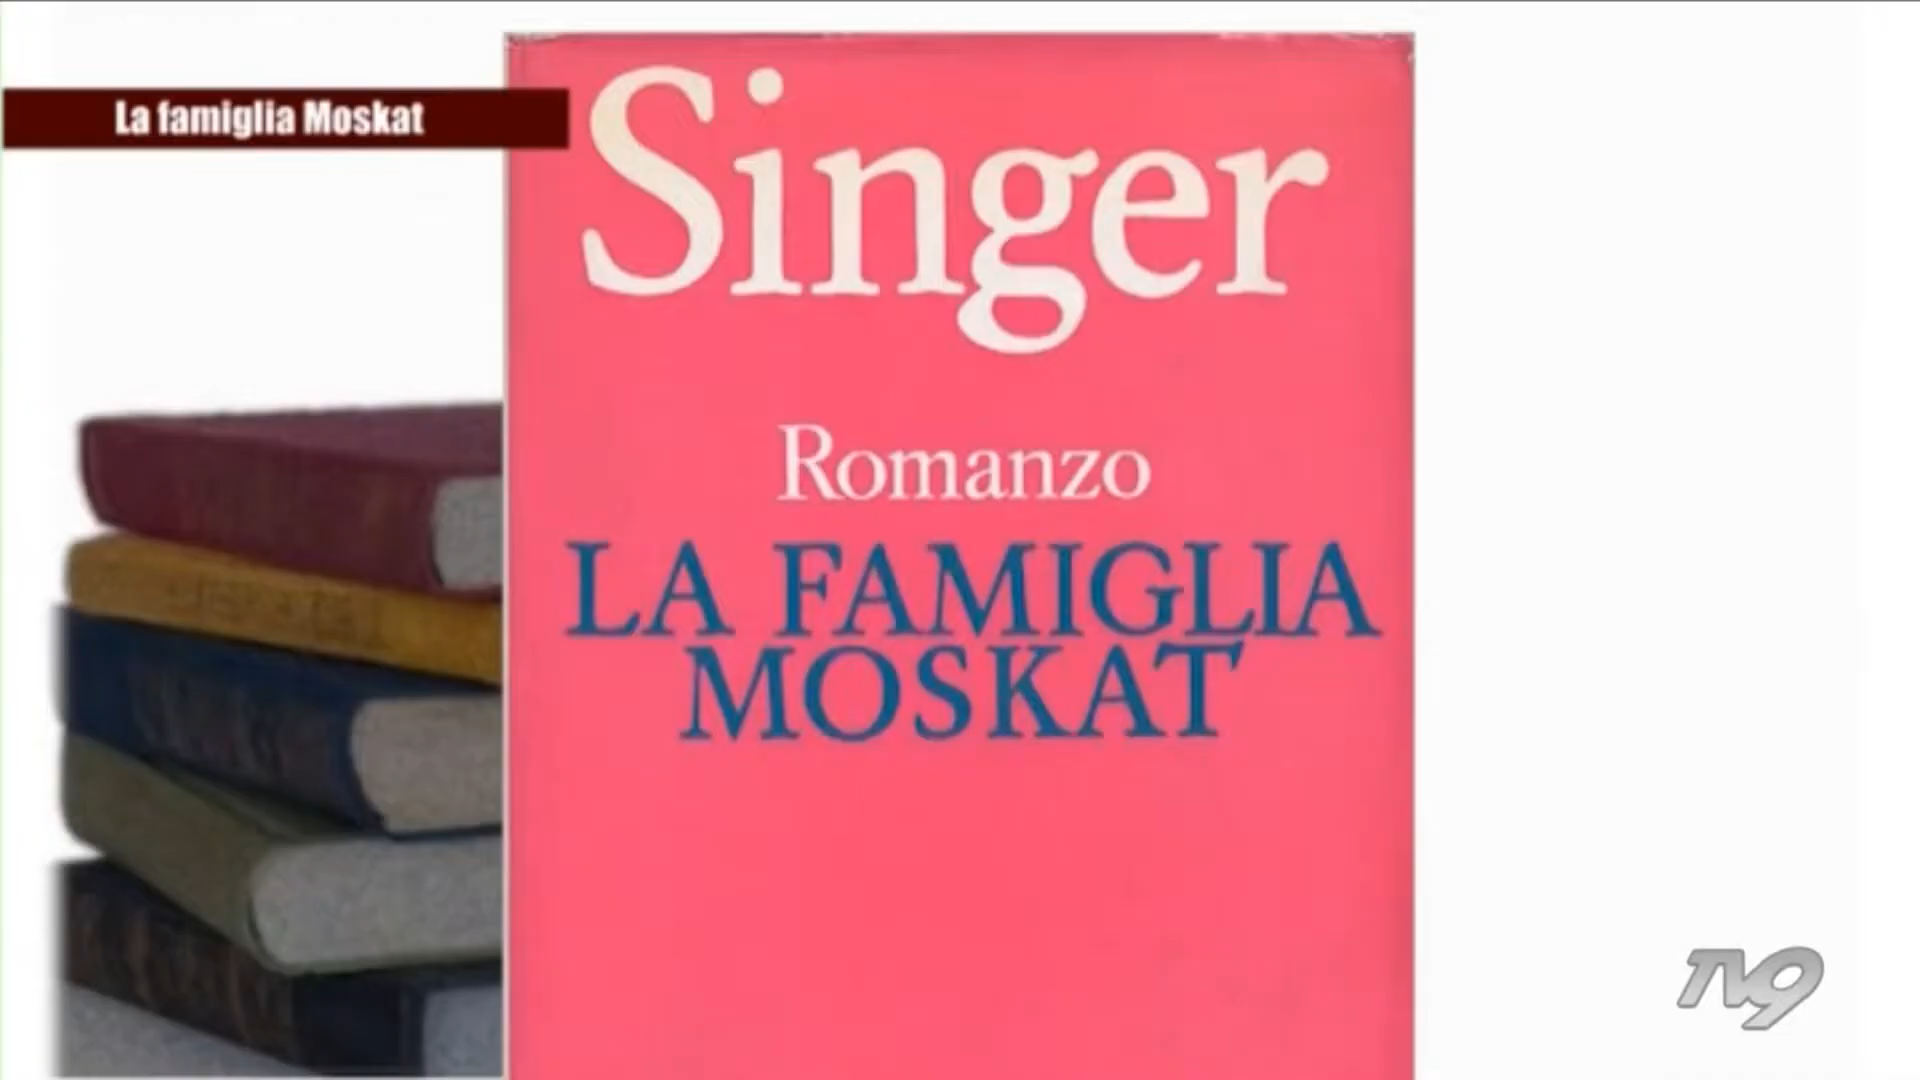 La famiglia Moskat
Singer
Romanzo
LA FAMIGLIA
MOSKAT
TV9